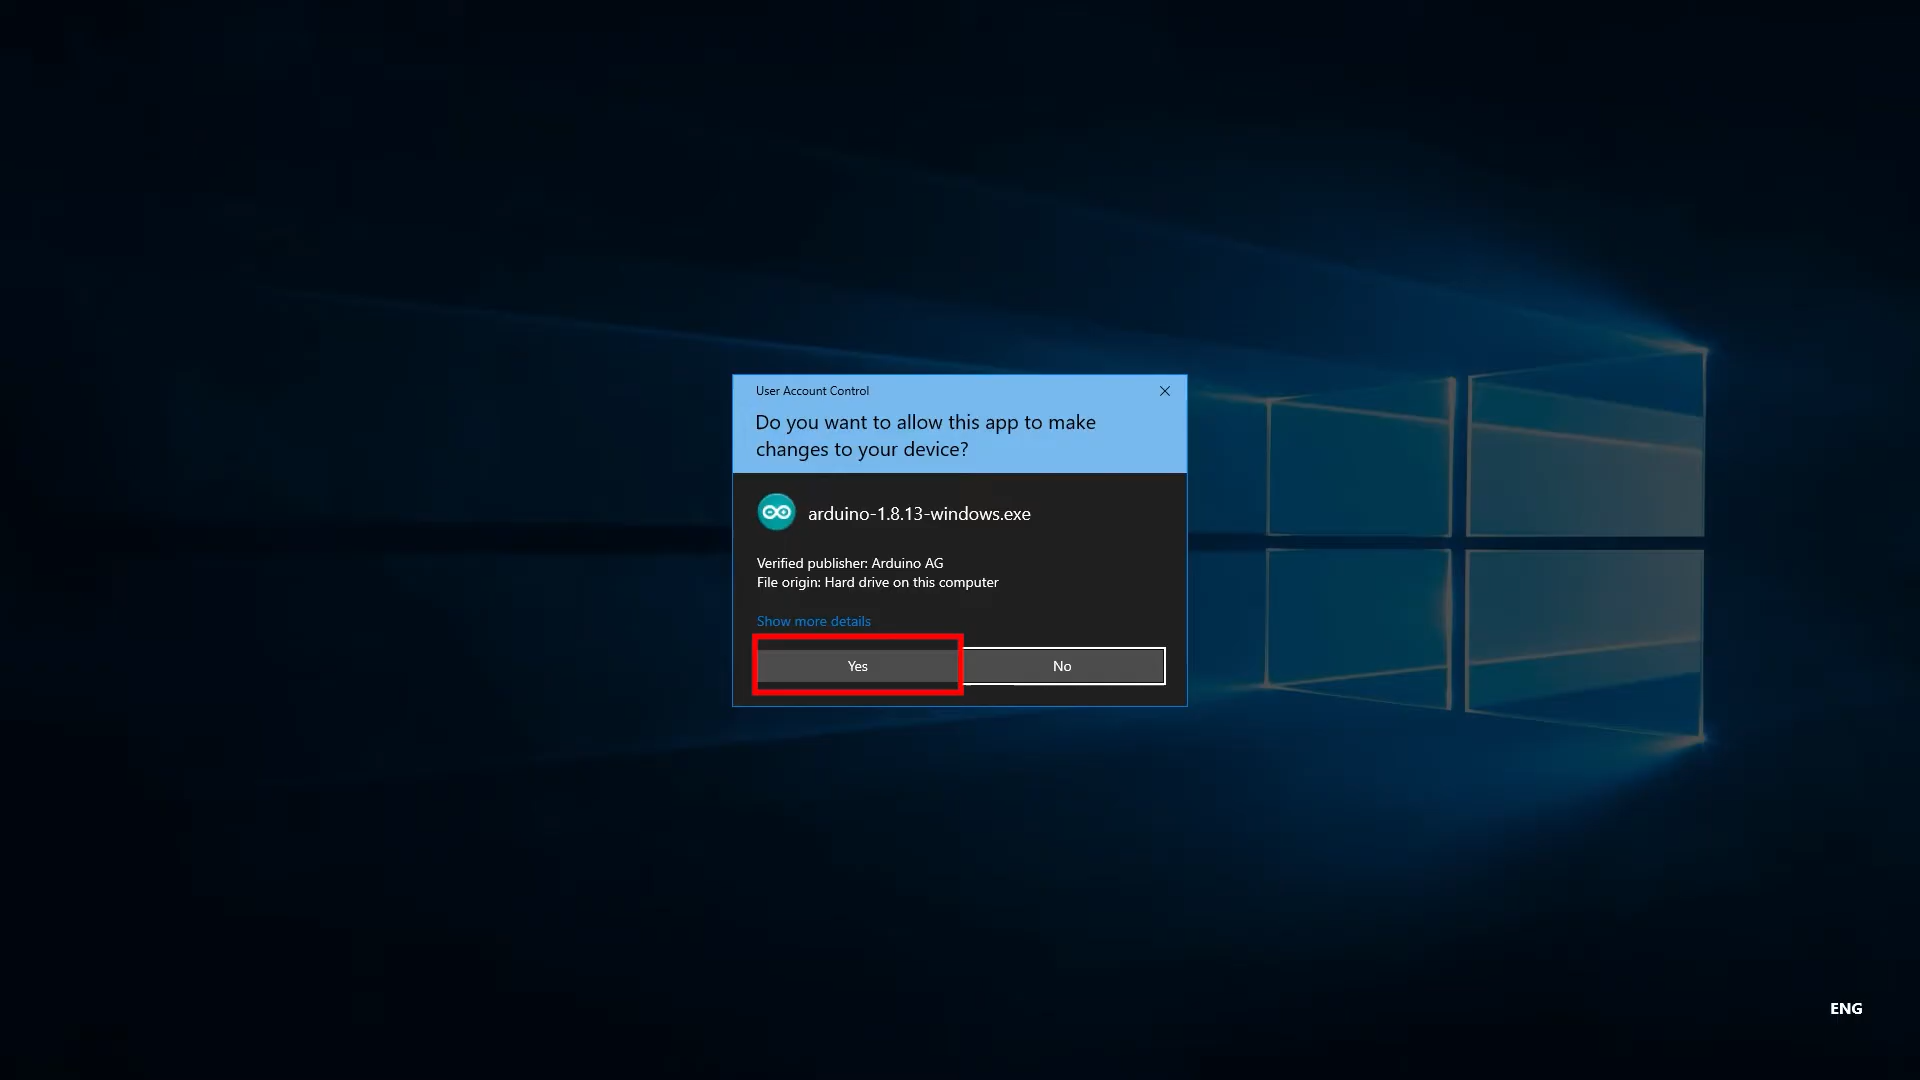 User Account Control
Do you want to allow this app to make
changes to your device?
arduino-1.8.13-windows.exe
Verified publisher: Arduino AG
File origin: Hard drive on this computer
Show more details
Yes
No
ENG